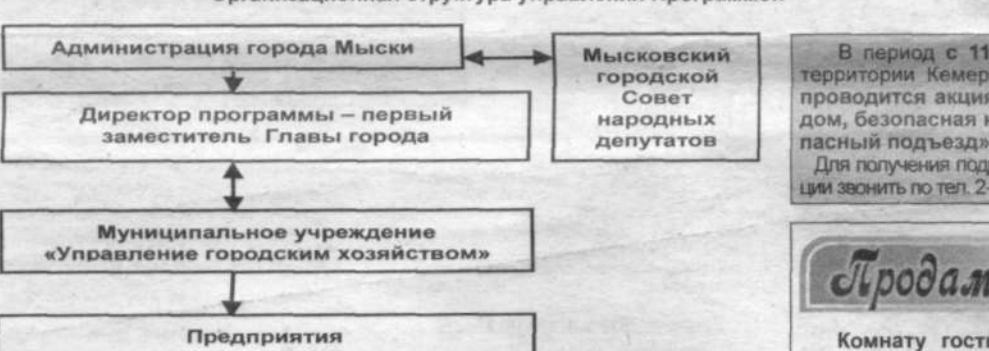 Администрация города Мыски
Директор программы – первый
заместитель Главы города
Муниципальное учреждение
«Управление городским хозяйством»
Предприятия
Мысковский
городской
Совет
народных
депутатов
В период с 11
территории Кемер
проводится акция
дом, безопасная
пасный подъезд»
Для получения под
ции звонить по тел. 2-
Продам
Комнату гост